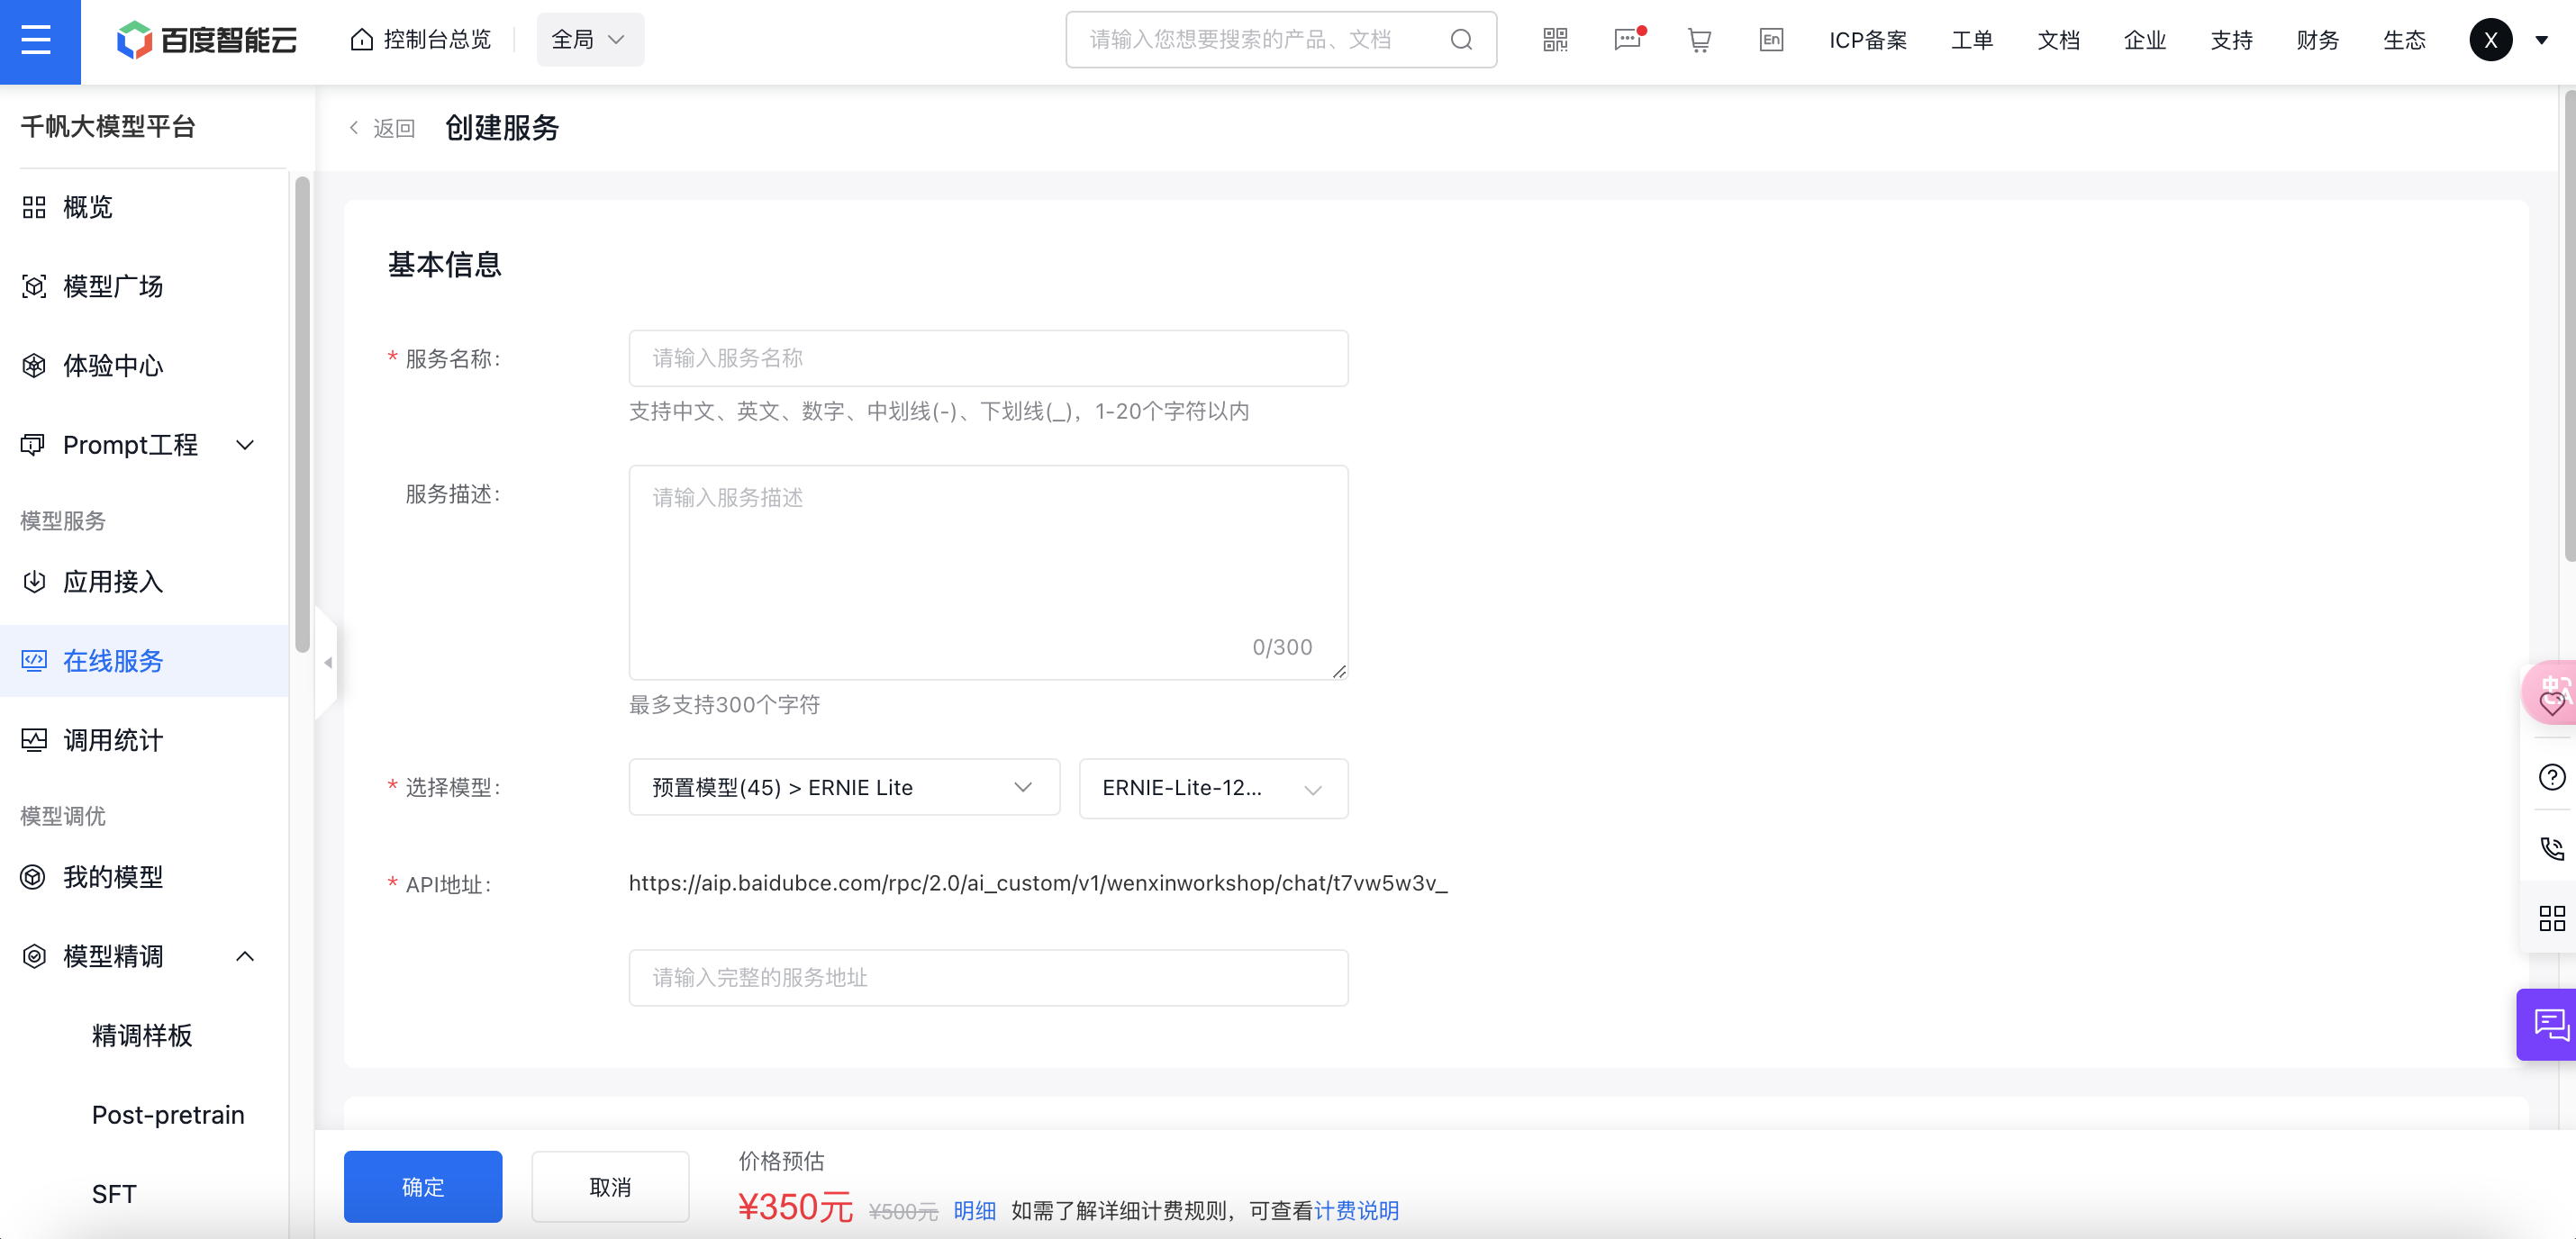 百度智能云
控制台总览
全局
请输入您想要搜索的产品、文档
En
ICP备案
工单
文档
企业
支持
财务
生态
X
千帆大模型平台
概览
模型广场
体验中心
Prompt工程
模型服务
应用接入
在线服务
调用统计
模型调优
我的模型
模型精调
精调样板
Post-pretrain
SFT
返回
创建服务
基本信息
* 服务名称:
请输入服务名称
支持中文、英文、数字、中划线(-)、下划线(_)，1-20个字符以内
服务描述:
请输入服务描述
0/300
最多支持300个字符
* 选择模型:
预置模型(45) > ERNIE Lite
ERNIE-Lite-12...
* API地址:
https://aip.baidubce.com/rpc/2.0/ai_custom/v1/wenxinworkshop/chat/t7vw5w3v_
请输入完整的服务地址
确定
取消
价格预估
¥350元 ¥500元 明细 如需了解详细计费规则，可查看计费说明